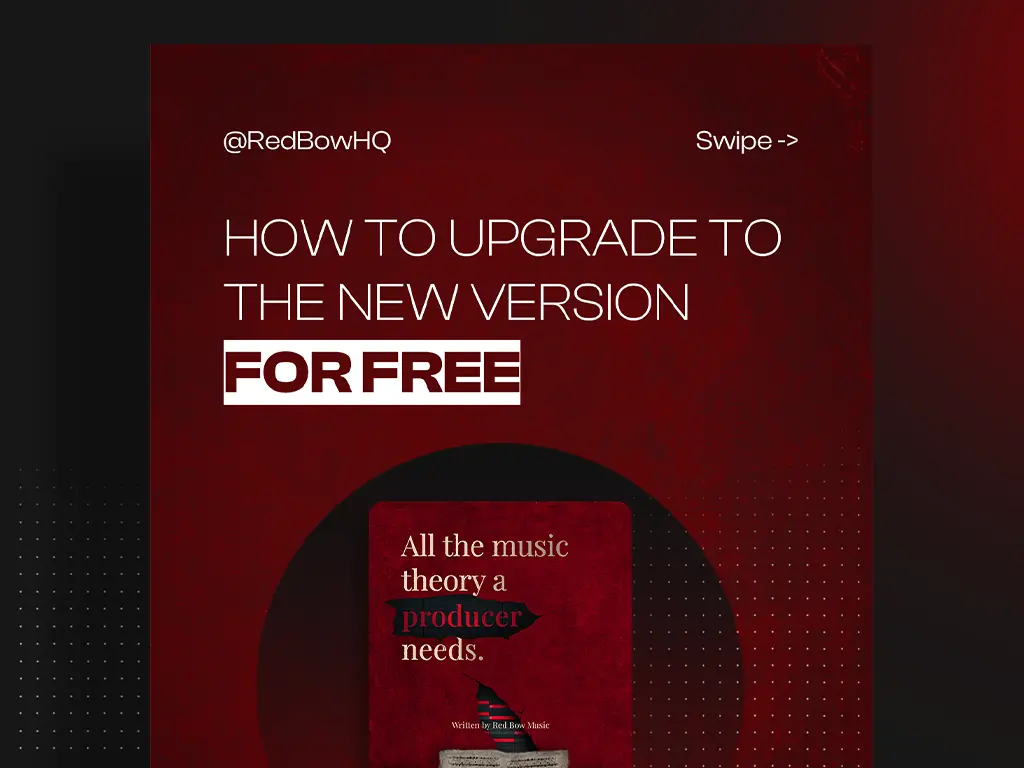 @RedBowHQ
Swipe ->
HOW TO UPGRADE TO
THE NEW VERSION
FOR FREE
All the music
theory a
producer
needs.
Written by Red Bow Music